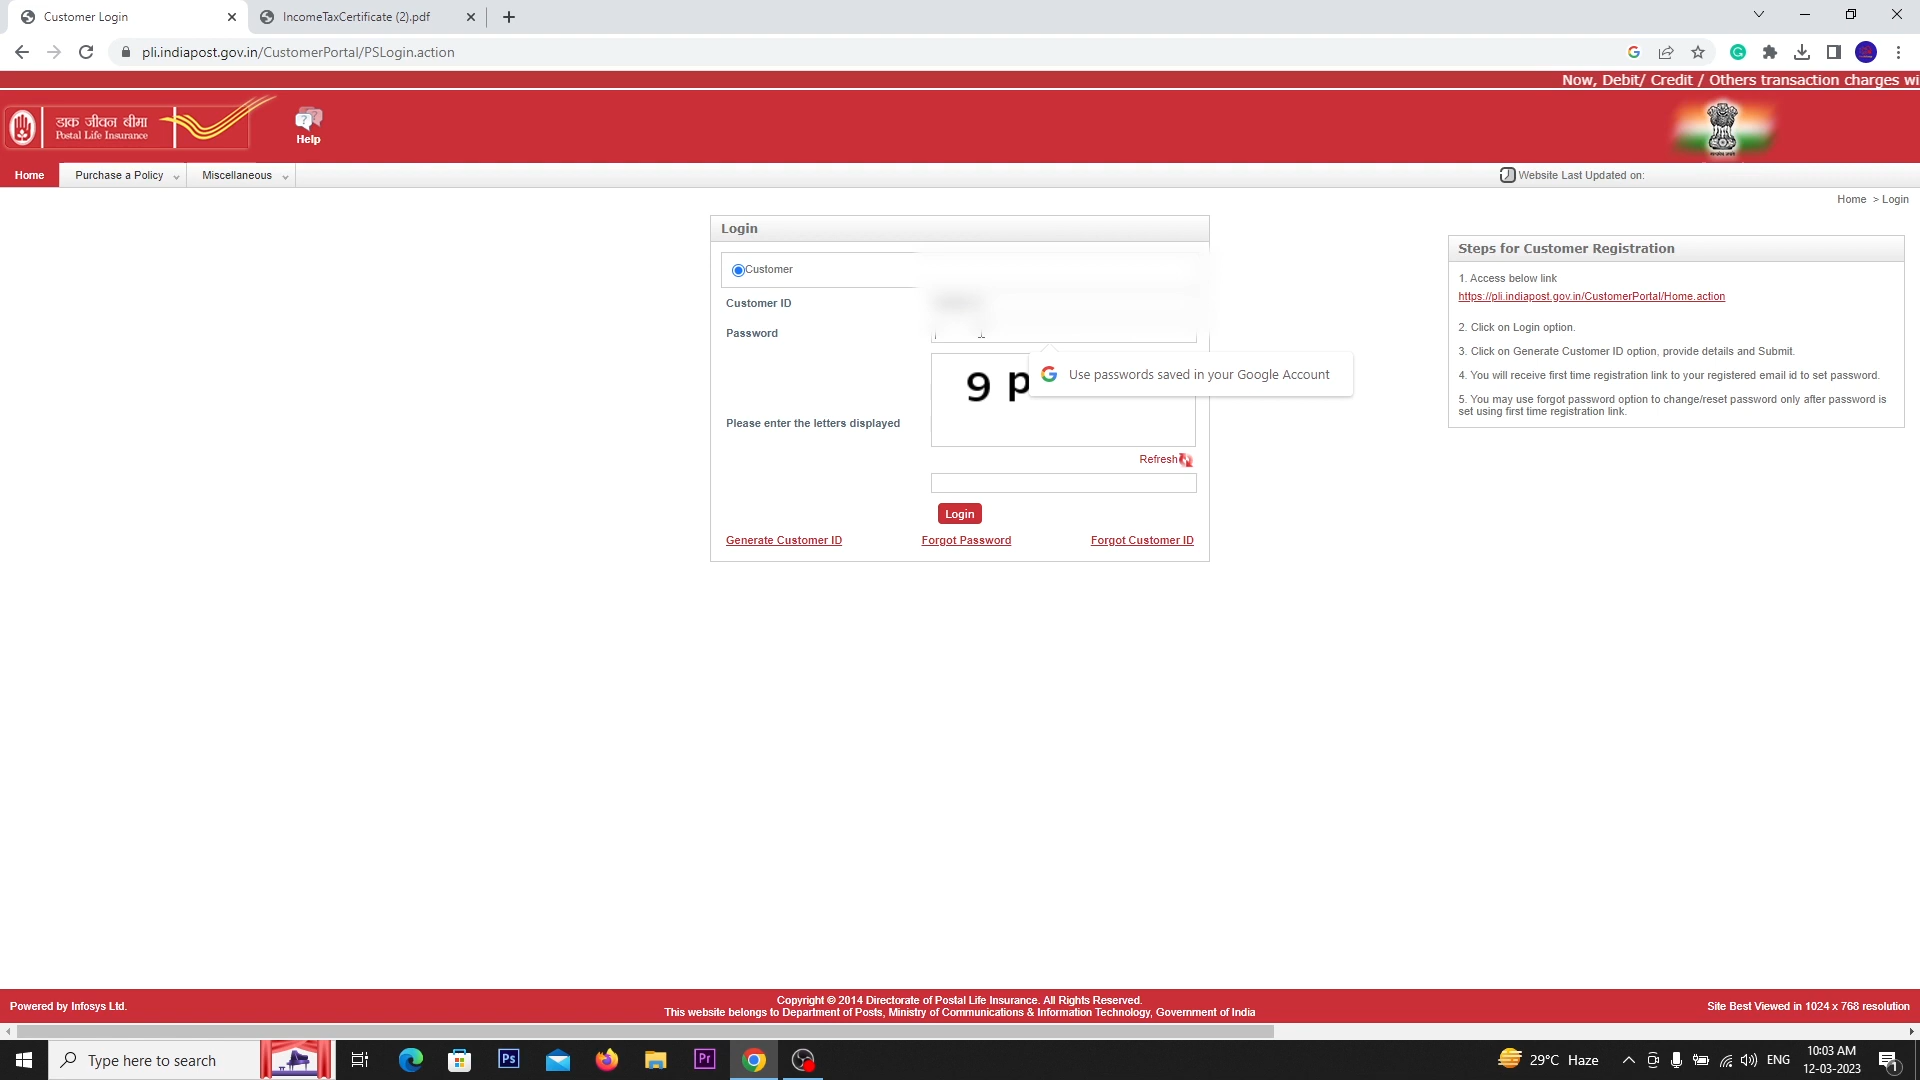 Customer Login
IncomeTaxCertificate (2).pdf
pli.indiapost.gov.in/CustomerPortal/PSLogin.action
Now, Debit/ Credit / Others transaction charges wi
डाक जीवन बीमा
Postal Life Insurance
Help
Home
Purchase a Policy
Miscellaneous
Website Last Updated on:
Home > Login
Login
Customer
Customer ID
Password
Use passwords saved in your Google Account
9 p
Please enter the letters displayed
Refresh
Login
Generate Customer ID
Forgot Password
Forgot Customer ID
Steps for Customer Registration
1. Access below link
https://pli.indiapost.gov.in/CustomerPortal/Home.action
2. Click on Login option.
3. Click on Generate Customer ID option, provide details and Submit.
4. You will receive first time registration link to your registered email id to set password.
5. You may use forgot password option to change/reset password only after password is
set using first time registration link.
Powered by Infosys Ltd.
Copyright © 2014 Directorate of Postal Life Insurance. All Rights Reserved.
This website belongs to Department of Posts, Ministry of Communications & Information Technology, Government of India
Site Best Viewed in 1024 x 768 resolution
Type here to search
Ps
Pr
29°C Haze
ENG
10:03 AM
12-03-2023
1